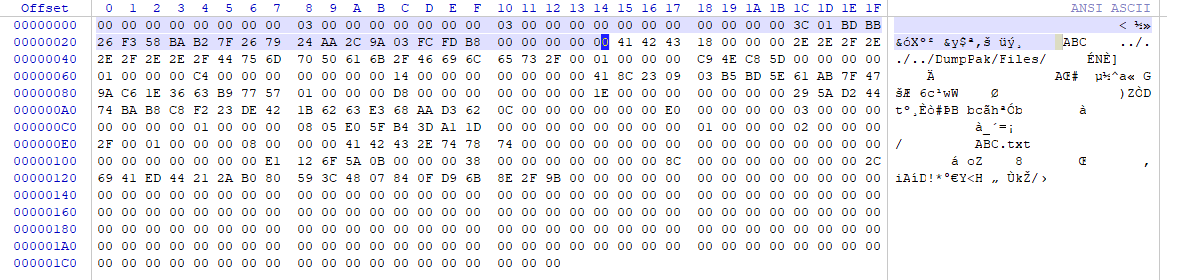 Offset 0 1 2 3 4 5 6 7 8 9 A B C D E F 10 11 12 13 14 15 16 17 18 19 1A 1B 1C 1D 1E 1F ANSI ASCII
00000000 00 00 00 00 00 00 00 00 03 00 00 00 00 00 00 00 03 00 00 00 00 00 00 00 00 00 00 00 3C 01 BD BB < ½»
00000020 26 F3 58 BA B2 7F 26 79 24 AA 2C 9A 03 FC FD B8 00 00 00 00 00 41 42 43 18 00 00 00 2E 2E 2F 2E &óXº² &y$ª,š üý¸ ABC ../.
00000040 2E 2F 2E 2E 2F 44 75 6D 70 50 61 6B 2F 46 69 6C 65 73 2F 00 01 00 00 00 C9 4E C8 5D 00 00 00 00 ./../DumpPak/Files/ ÉNÈ]
00000060 01 00 00 00 C4 00 00 00 00 00 00 00 14 00 00 00 00 00 00 00 41 8C 23 09 03 B5 BD 5E 61 AB 7F 47 Ä AŒ# µ½^a« G
00000080 9A C6 1E 36 63 B9 77 57 01 00 00 00 D8 00 00 00 00 00 00 00 1E 00 00 00 00 00 00 00 29 5A D2 44 šÆ 6c¹wW Ø )ZÒD
000000A0 74 BA B8 C8 F2 23 DE 42 1B 62 63 E3 68 AA D3 62 0C 00 00 00 00 00 00 E0 00 00 00 00 03 00 00 00 tº¸Èò#ÞB bcãhªÓb à
000000C0 00 00 00 00 01 00 00 00 08 05 E0 5F B4 3D A1 1D 00 00 00 00 00 00 00 00 01 00 00 00 02 00 00 00 à_´=¡
000000E0 2F 00 01 00 00 00 08 00 00 00 41 42 43 2E 74 78 74 00 00 00 00 00 00 00 00 00 00 00 00 00 00 00 / ABC.txt
00000100 00 00 00 00 00 00 00 E1 12 6F 5A 0B 00 00 00 38 00 00 00 00 00 00 00 8C 00 00 00 00 00 00 00 2C á oZ 8 Œ ,
00000120 69 41 ED 44 21 2A B0 80 59 3C 48 07 84 0F D9 6B 8E 2F 9B 00 00 00 00 00 00 00 00 00 00 00 00 00 iAíD!*°€Y<H „ ÙkŽ/›
00000140 00 00 00 00 00 00 00 00 00 00 00 00 00 00 00 00 00 00 00 00 00 00 00 00 00 00 00 00 00 00 00 00
00000160 00 00 00 00 00 00 00 00 00 00 00 00 00 00 00 00 00 00 00 00 00 00 00 00 00 00 00 00 00 00 00 00
00000180 00 00 00 00 00 00 00 00 00 00 00 00 00 00 00 00 00 00 00 00 00 00 00 00 00 00 00 00 00 00 00 00
000001A0 00 00 00 00 00 00 00 00 00 00 00 00 00 00 00 00 00 00 00 00 00 00 00 00 00 00 00 00 00 00 00 00
000001C0 00 00 00 00 00 00 00 00 00 00 00 00 00 00 00 00 00 00 00